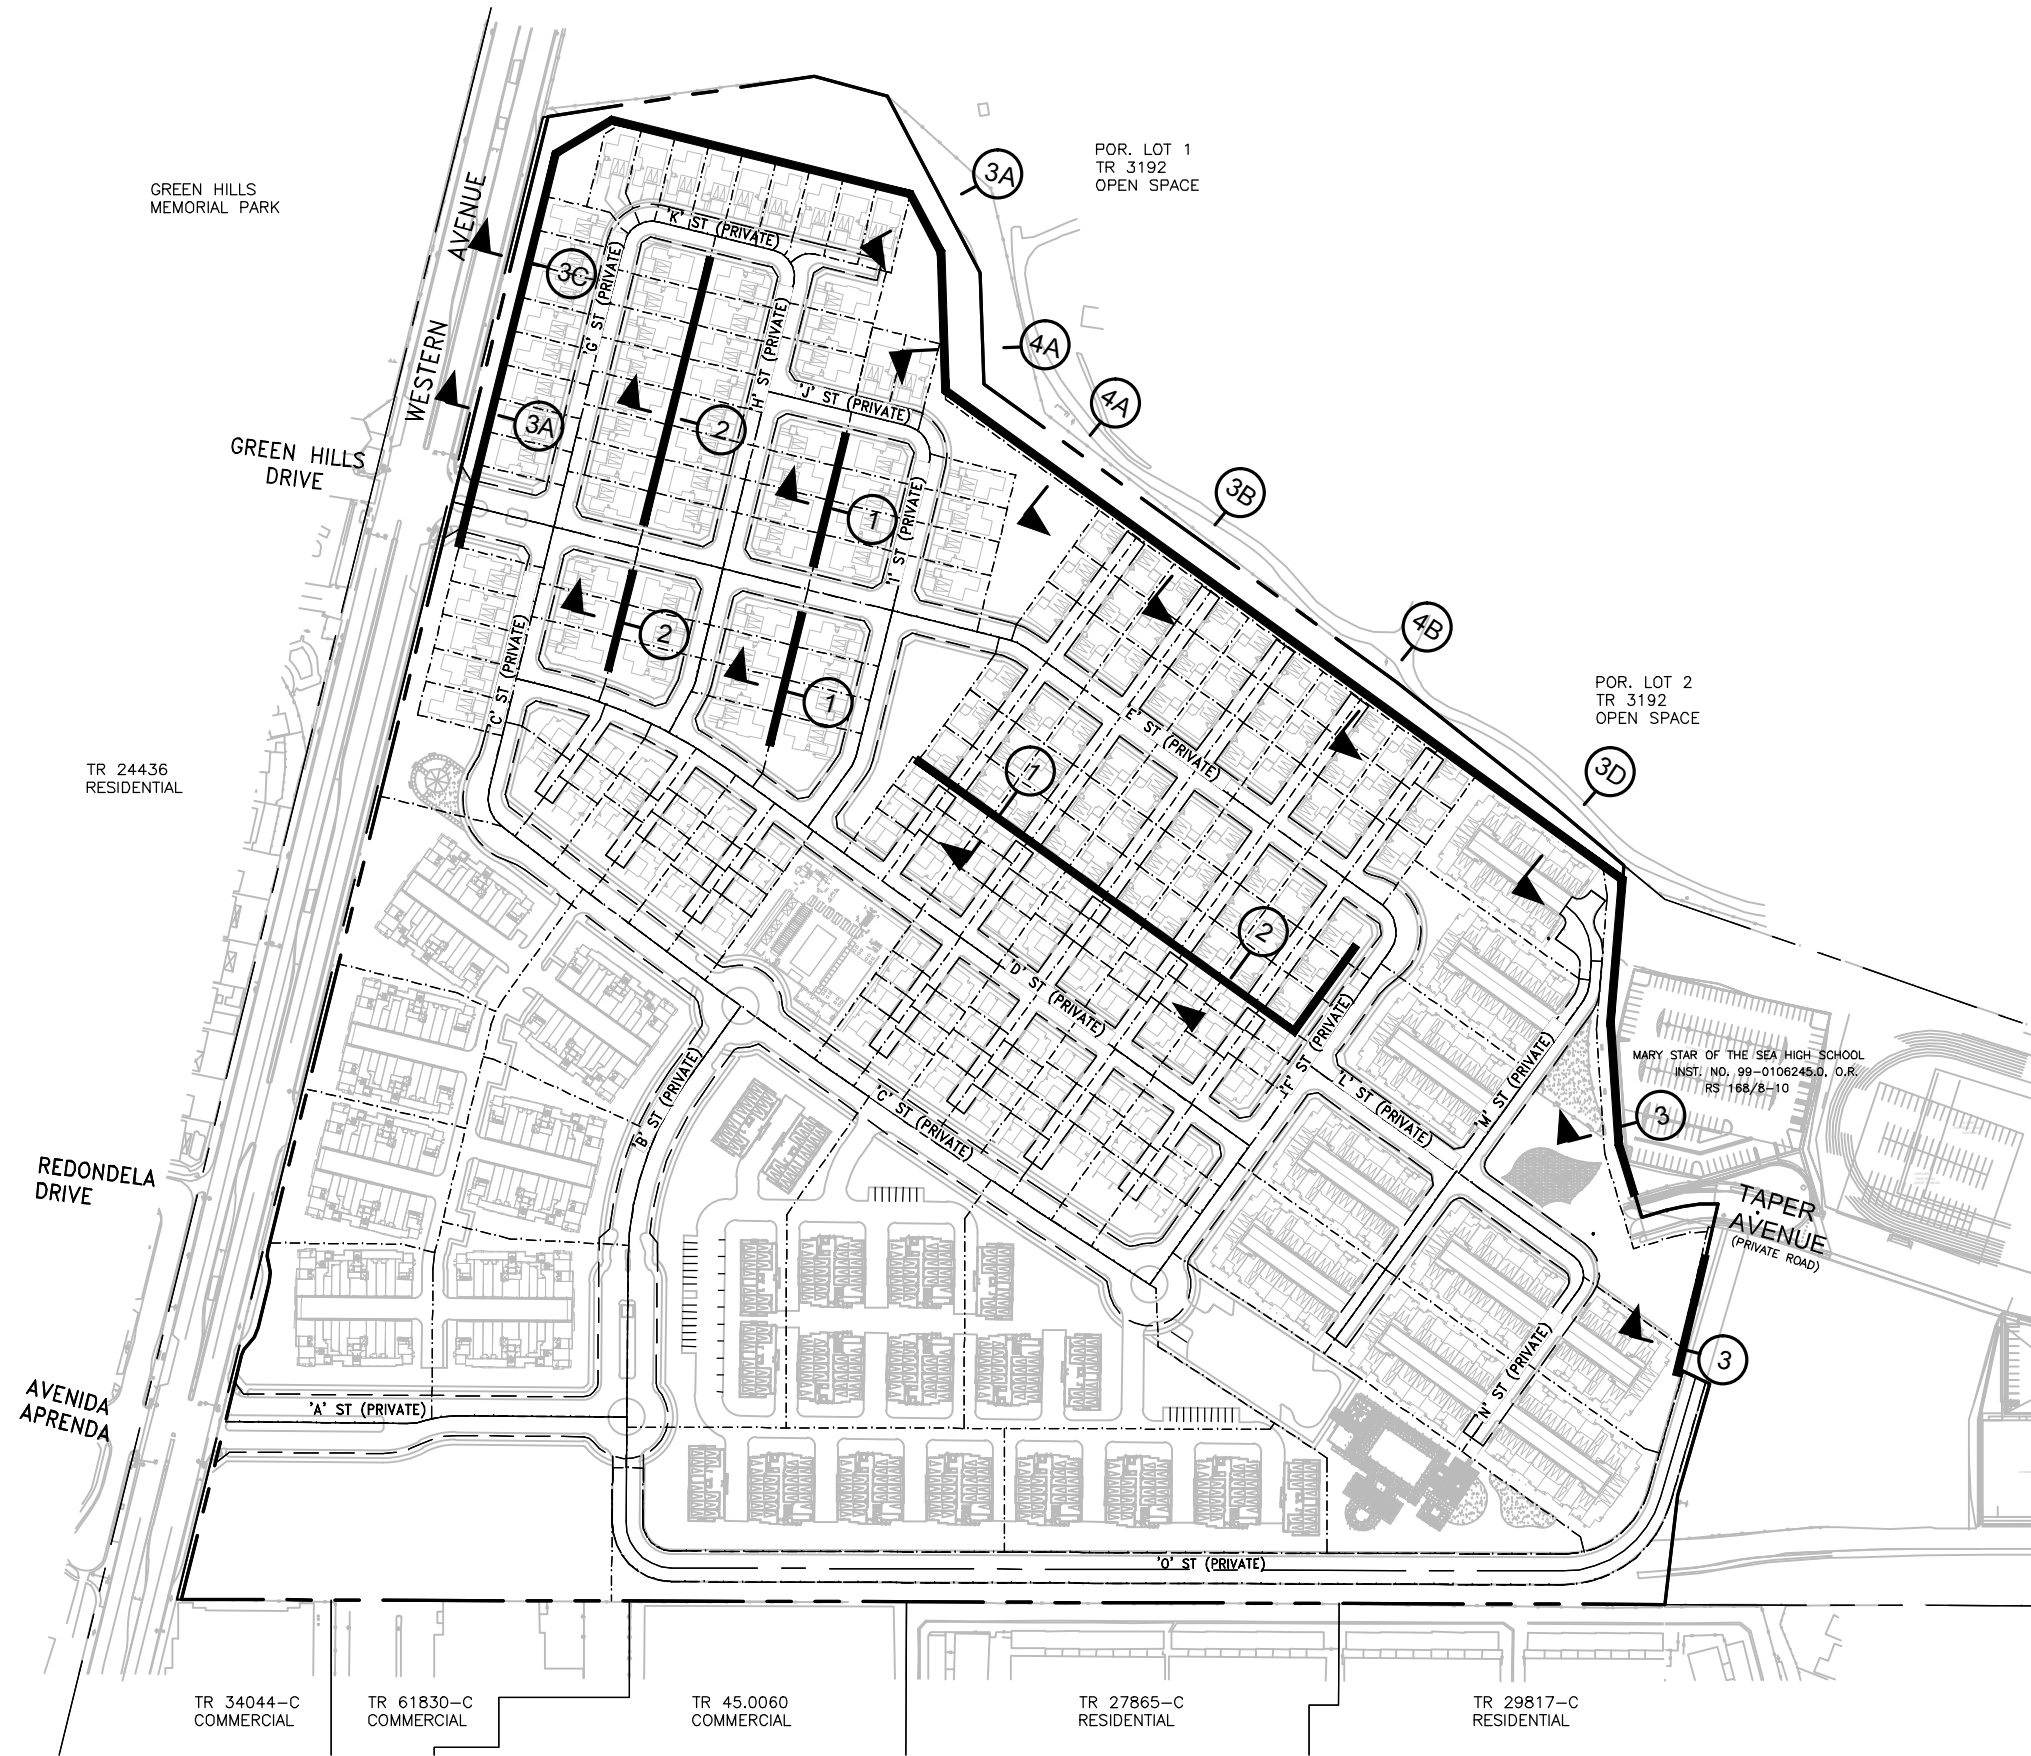 3A
POR. LOT 1
TR 3192
OPEN SPACE
GREEN HILLS
MEMORIAL PARK
WESTERN AVENUE
'K' ST (PRIVATE)
3C
'G' ST (PRIVATE)
'H' ST (PRIVATE)
4A
4A
'J' ST (PRIVATE)
3A
2
GREEN HILLS
DRIVE
3B
1
'I' ST (PRIVATE)
2
4B
1
'C' ST (PRIVATE)
POR. LOT 2
TR 3192
OPEN SPACE
'E' ST (PRIVATE)
TR 24436
RESIDENTIAL
1
3D
2
'D' ST (PRIVATE)
'F' ST (PRIVATE)
MARY STAR OF THE SEA HIGH SCHOOL
INST. NO. 99-0106245.0, O.R.
RS 168/8-10
'B' ST (PRIVATE)
'C' ST (PRIVATE)
'L' ST (PRIVATE)
'M' ST (PRIVATE)
3
REDONDELA
DRIVE
TAPER
AVENUE
(PRIVATE ROAD)
3
'N' ST (PRIVATE)
AVENIDA
APRENDA
'A' ST (PRIVATE)
'O' ST (PRIVATE)
TR 34044-C
COMMERCIAL
TR 61830-C
COMMERCIAL
TR 45.0060
COMMERCIAL
TR 27865-C
RESIDENTIAL
TR 29817-C
RESIDENTIAL